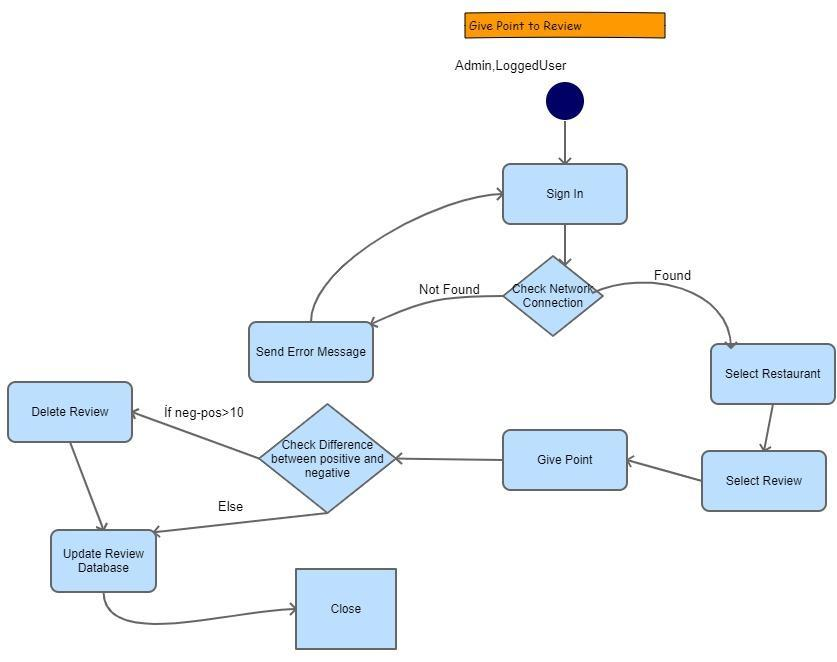 Give Point to Review
Admin,LoggedUser
Sign In
Check Network
Connection
Not Found
Found
Send Error Message
Select Restaurant
Delete Review
İf neg-pos>10
Check Difference
between positive and
negative
Give Point
Select Review
Else
Update Review
Database
Close